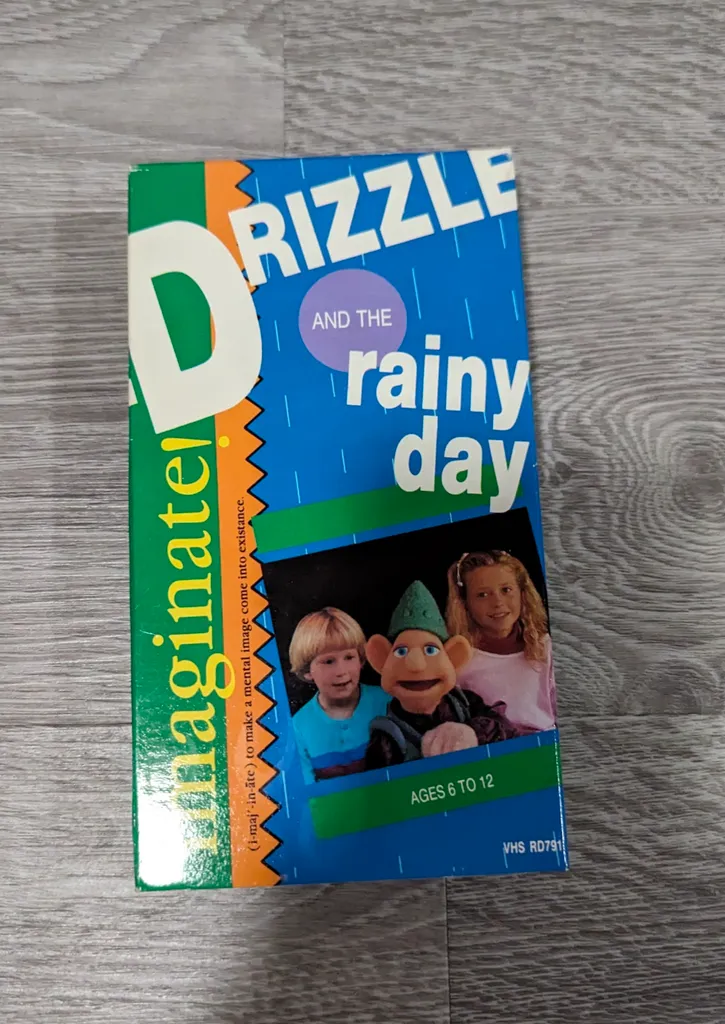 DRIZZLE
AND THE
rainy
day
imaginate!
(i-maj'-in-āte) to make a mental image come into existance.
AGES 6 TO 12
VHS RD791